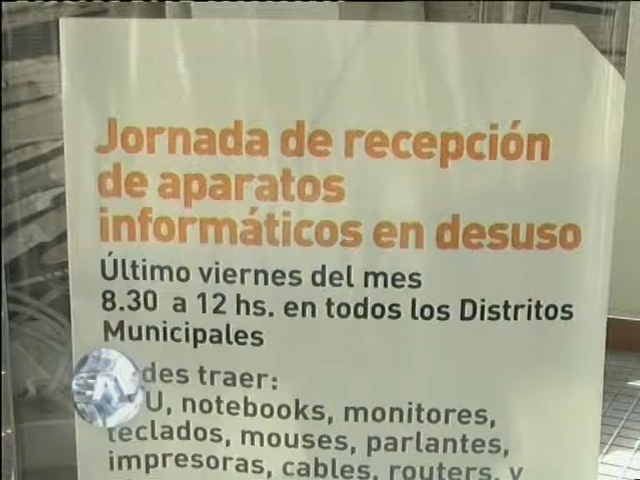 Jornada de recepción
de aparatos
informáticos en desuso
Último viernes del mes
8.30 a 12 hs. en todos los Distritos
Municipales
des traer:
U, notebooks, monitores,
teclados, mouses, parlantes,
impresoras, cables, routers, y